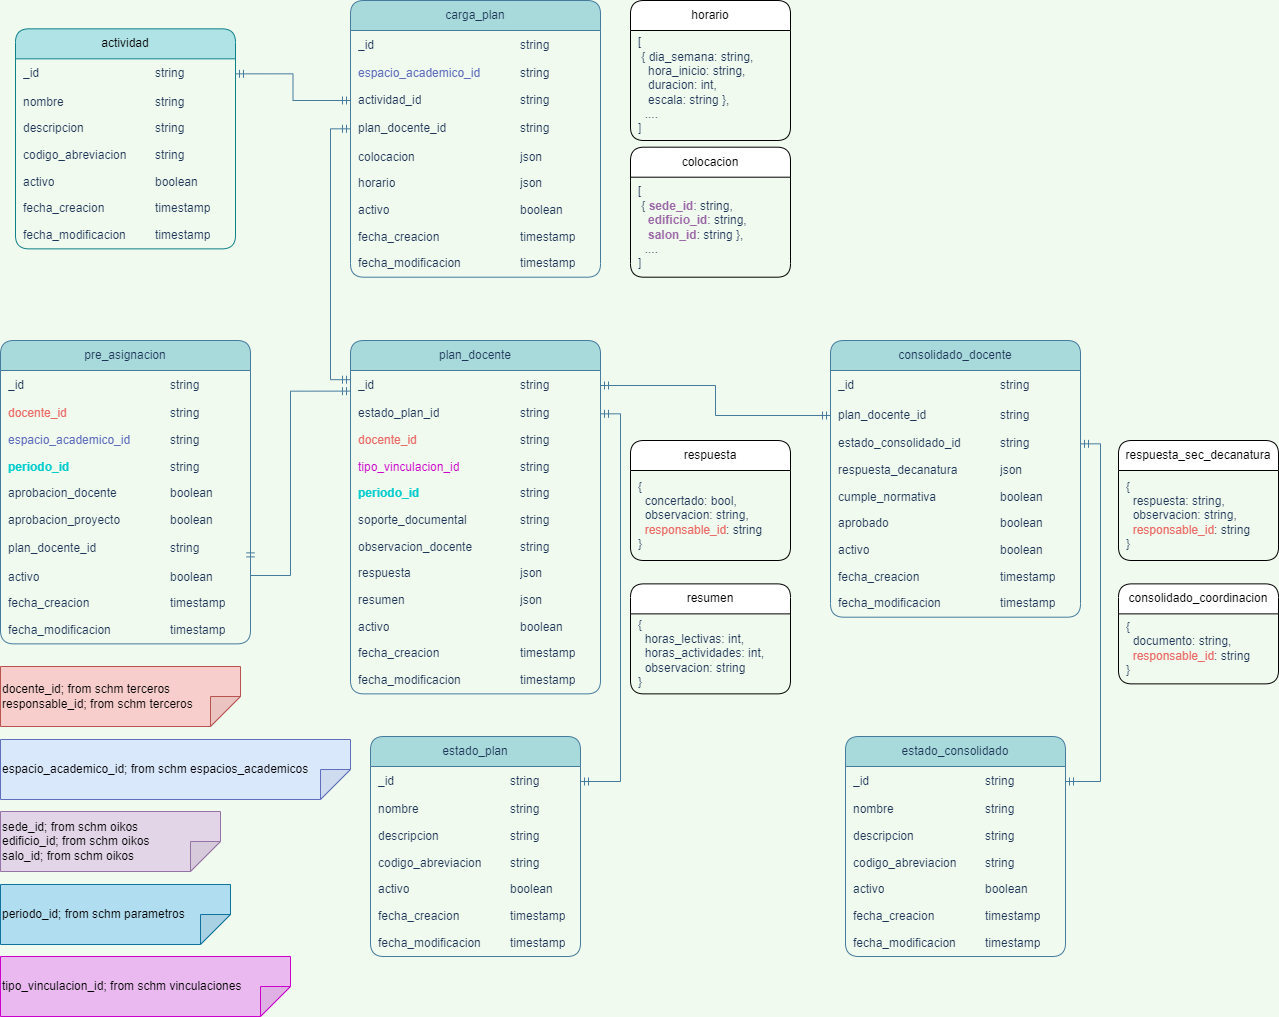 actividad
_id string
nombre string
descripcion string
codigo_abreviacion string
activo boolean
fecha_creacion timestamp
fecha_modificacion timestamp
carga_plan
_id string
espacio_academico_id string
actividad_id string
plan_docente_id string
colocacion json
horario json
activo boolean
fecha_creacion timestamp
fecha_modificacion timestamp
horario
[
{ dia_semana: string,
hora_inicio: string,
duracion: int,
escala: string },
....
]
colocacion
[
{ sede_id: string,
edificio_id: string,
salon_id: string },
....
]
pre_asignacion
_id string
docente_id string
espacio_academico_id string
periodo_id string
aprobacion_docente boolean
aprobacion_proyecto boolean
plan_docente_id string
activo boolean
fecha_creacion timestamp
fecha_modificacion timestamp
plan_docente
_id string
estado_plan_id string
docente_id string
tipo_vinculacion_id string
periodo_id string
soporte_documental string
observacion_docente string
respuesta json
resumen json
activo boolean
fecha_creacion timestamp
fecha_modificacion timestamp
respuesta
{
concertado: bool,
observacion: string,
responsable_id: string
}
resumen
{
horas_lectivas: int,
horas_actividades: int,
observacion: string
}
consolidado_docente
_id string
plan_docente_id string
estado_consolidado_id string
respuesta_decanatura json
cumple_normativa boolean
aprobado boolean
activo boolean
fecha_creacion timestamp
fecha_modificacion timestamp
respuesta_sec_decanatura
{
respuesta: string,
observacion: string,
responsable_id: string
}
consolidado_coordinacion
{
documento: string,
responsable_id: string
}
docente_id; from schm terceros
responsable_id; from schm terceros
espacio_academico_id; from schm espacios_academicos
sede_id; from schm oikos
edificio_id; from schm oikos
salo_id; from schm oikos
periodo_id; from schm parametros
tipo_vinculacion_id; from schm vinculaciones
estado_plan
_id string
nombre string
descripcion string
codigo_abreviacion string
activo boolean
fecha_creacion timestamp
fecha_modificacion timestamp
estado_consolidado
_id string
nombre string
descripcion string
codigo_abreviacion string
activo boolean
fecha_creacion timestamp
fecha_modificacion timestamp